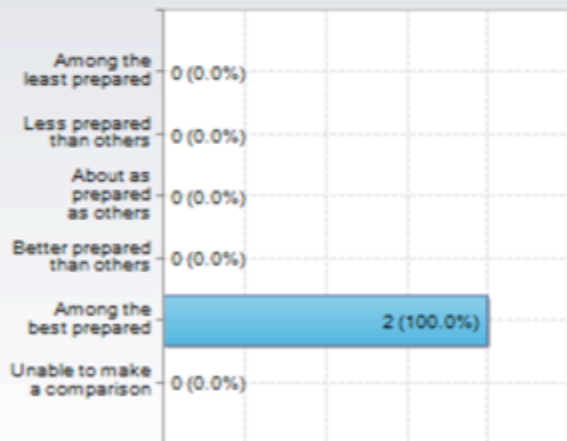 Among the
least prepared
0 (0.0%)
Less prepared
than others
0 (0.0%)
About as
prepared
as others
0 (0.0%)
Better prepared
than others
0 (0.0%)
Among the
best prepared
2 (100.0%)
Unable to make
a comparison
0 (0.0%)